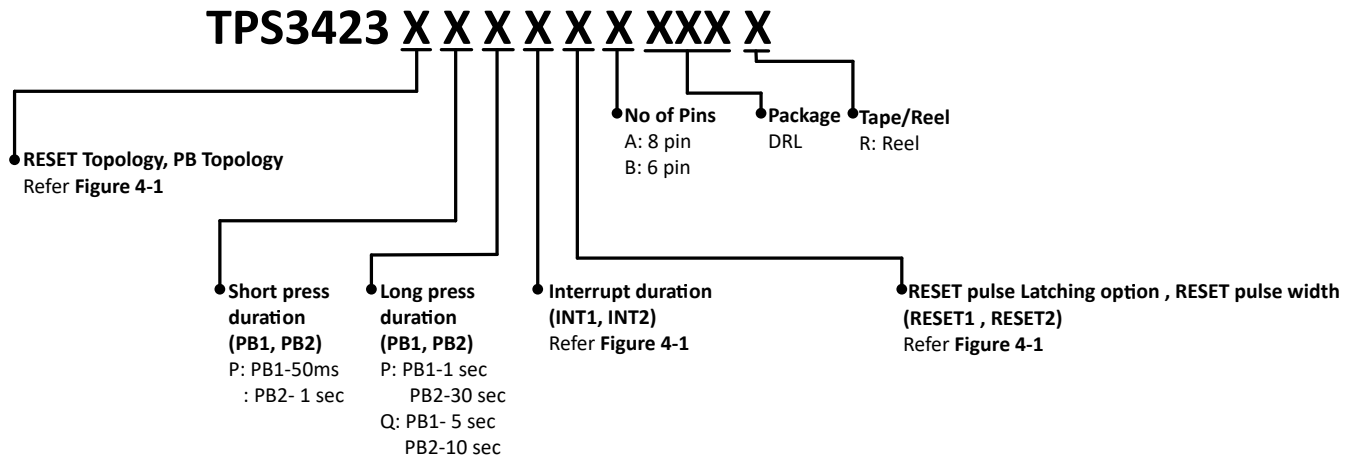 TPS3423 X X X X X X XXX X
No of Pins
A: 8 pin
B: 6 pin
Package
DRL
Tape/Reel
R: Reel
RESET Topology, PB Topology
Refer Figure 4-1
Short press
duration
(PB1, PB2)
P: PB1-50ms
: PB2- 1 sec
Long press
duration
(PB1, PB2)
P: PB1-1 sec
PB2-30 sec
Q: PB1- 5 sec
PB2-10 sec
Interrupt duration
(INT1, INT2)
Refer Figure 4-1
RESET pulse Latching option , RESET pulse width
(RESET1 , RESET2)
Refer Figure 4-1